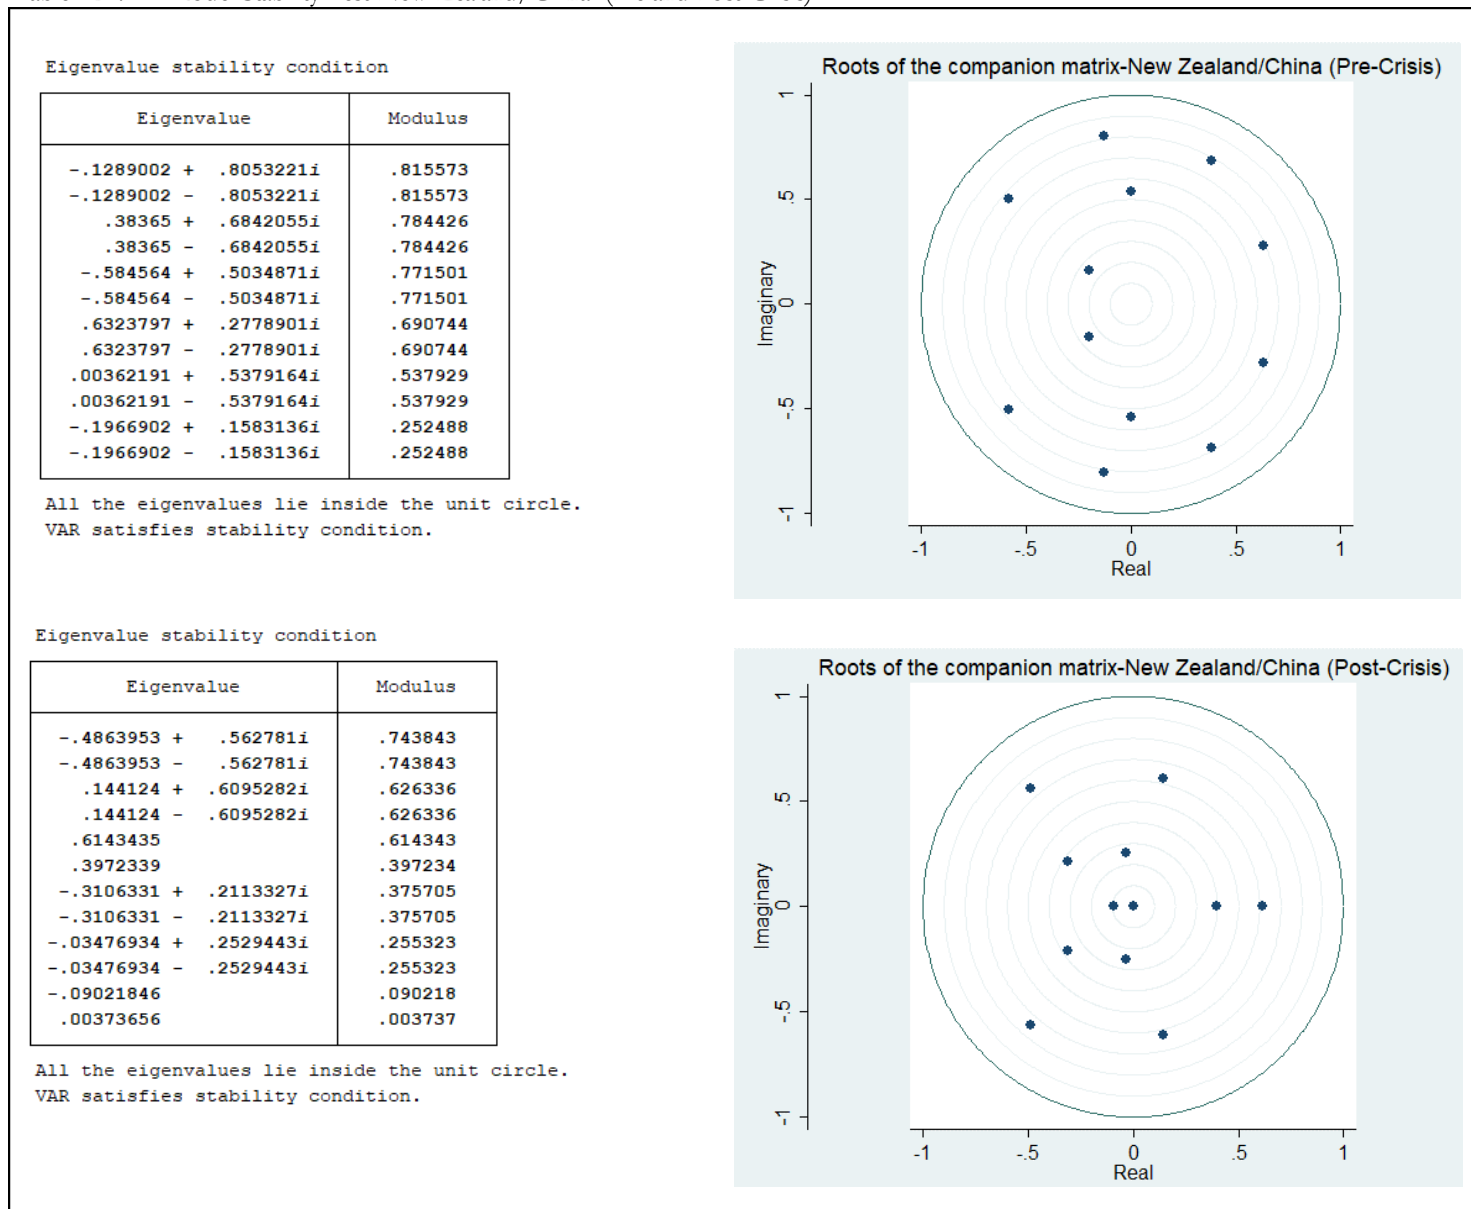 Eigenvalue stability condition
Eigenvalue Modulus
-.1289002 + .8053221i .815573
-.1289002 - .8053221i .815573
.38365 + .6842055i .784426
.38365 - .6842055i .784426
-.584564 + .5034871i .771501
-.584564 - .5034871i .771501
.6323797 + .2778901i .690744
.6323797 - .2778901i .690744
.00362191 + .5379164i .537929
.00362191 - .5379164i .537929
-.1966902 + .1583136i .252488
-.1966902 - .1583136i .252488
All the eigenvalues lie inside the unit circle.
VAR satisfies stability condition.
Roots of the companion matrix-New Zealand/China (Pre-Crisis)
Imaginary
1
.5
0
-.5
-1
-1 -.5 0 .5 1
Real
Eigenvalue stability condition
Eigenvalue Modulus
-.4863953 + .562781i .743843
-.4863953 - .562781i .743843
.144124 + .6095282i .626336
.144124 - .6095282i .626336
.6143435 .614343
.3972339 .397234
-.3106331 + .2113327i .375705
-.3106331 - .2113327i .375705
-.03476934 + .2529443i .255323
-.03476934 - .2529443i .255323
-.09021846 .090218
.00373656 .003737
All the eigenvalues lie inside the unit circle.
VAR satisfies stability condition.
Roots of the companion matrix-New Zealand/China (Post-Crisis)
Imaginary
1
.5
0
-.5
-1
-1 -.5 0 .5 1
Real